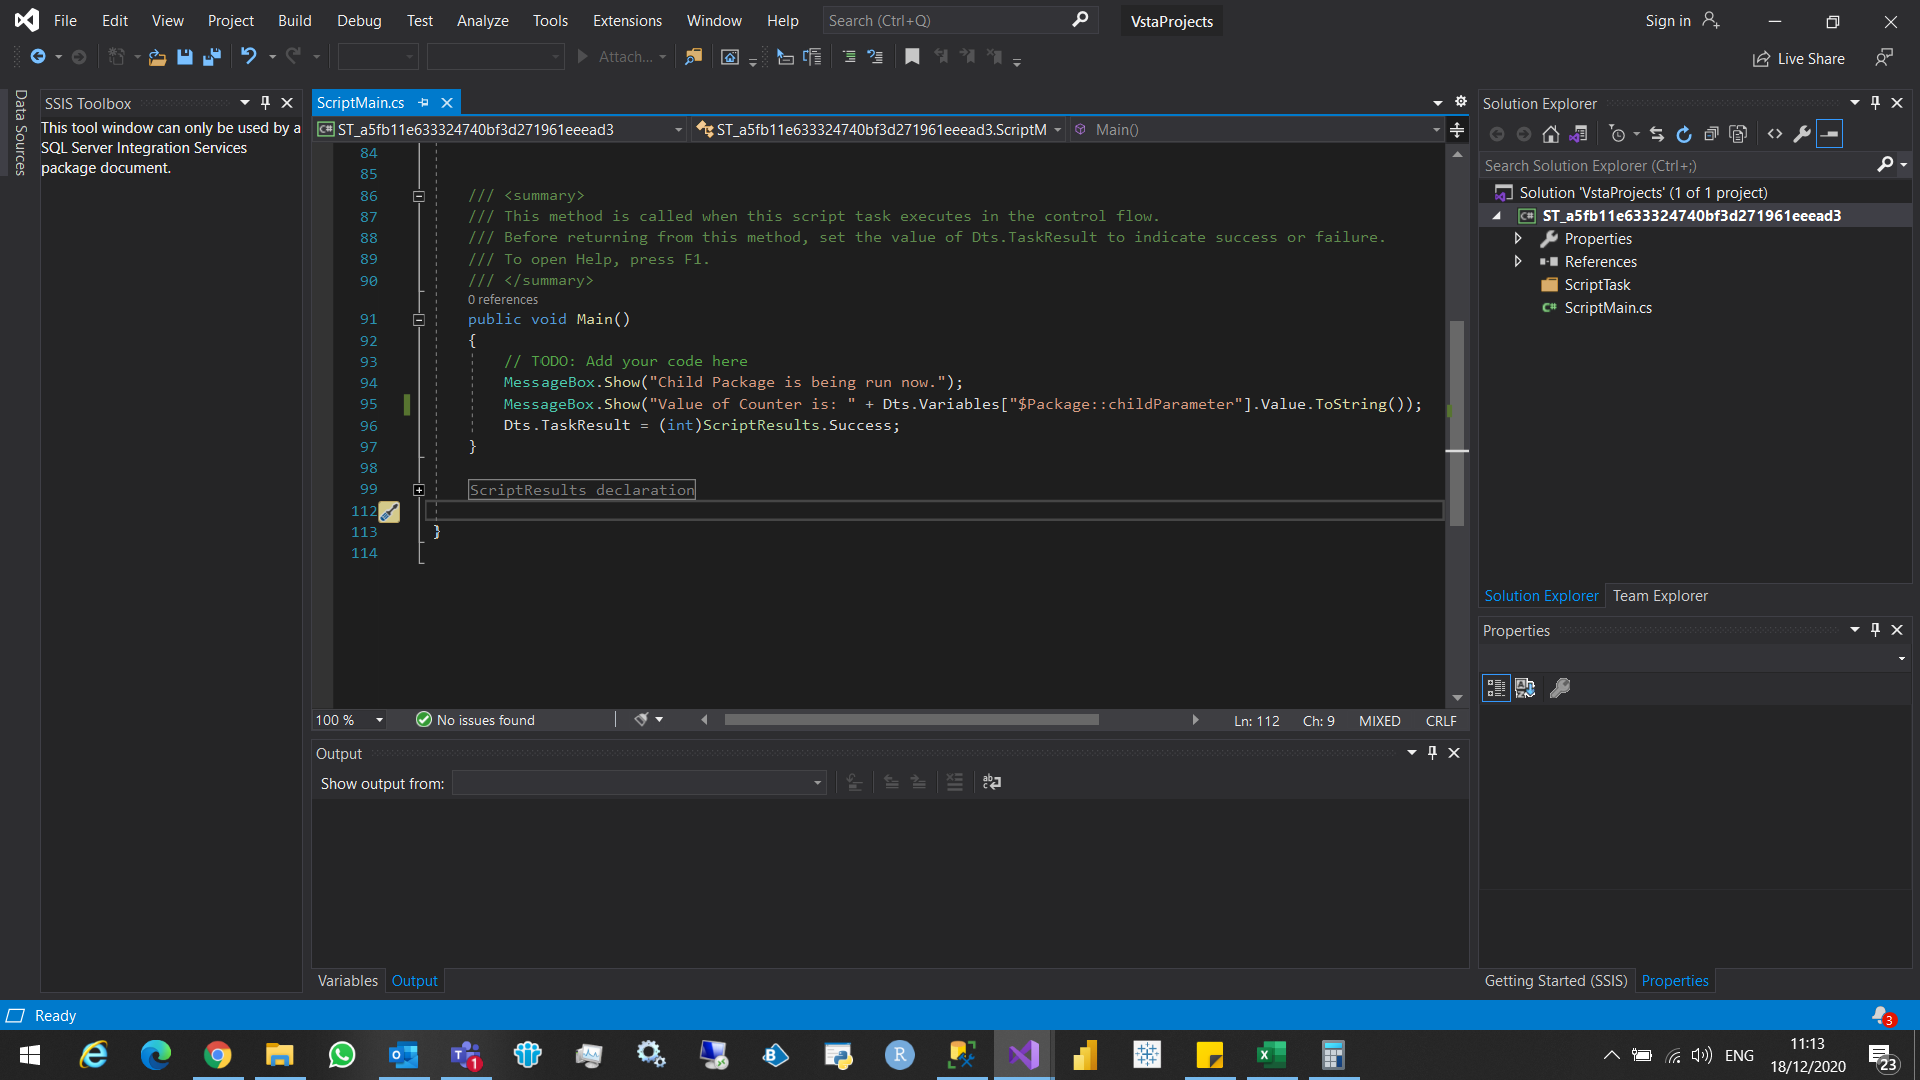 File Edit View Project Build Debug Test Analyze Tools Extensions Window Help Search (Ctrl+Q) VstaProjects Sign in
Attach... Live Share
Data Sources
SSIS Toolbox
This tool window can only be used by a
SQL Server Integration Services
package document.
ScriptMain.cs
ST_a5fb11e633324740bf3d271961eeead3 ST_a5fb11e633324740bf3d271961eeead3.ScriptM Main()
84
85
86 /// <summary>
87 /// This method is called when this script task executes in the control flow.
88 /// Before returning from this method, set the value of Dts.TaskResult to indicate success or failure.
89 /// To open Help, press F1.
90 /// </summary>
0 references
91 public void Main()
92 {
93 // TODO: Add your code here
94 MessageBox.Show("Child Package is being run now.");
95 MessageBox.Show("Value of Counter is: " + Dts.Variables["$Package::childParameter"].Value.ToString());
96 Dts.TaskResult = (int)ScriptResults.Success;
97 }
98
99 ScriptResults declaration
112
113 }
114
100 % No issues found Ln: 112 Ch: 9 MIXED CRLF
Output
Show output from:
Variables Output
Solution Explorer
Search Solution Explorer (Ctrl+;)
Solution 'VstaProjects' (1 of 1 project)
ST_a5fb11e633324740bf3d271961eeead3
Properties
References
ScriptTask
ScriptMain.cs
Solution Explorer Team Explorer
Properties
Getting Started (SSIS) Properties
Ready 3
1 ENG 11:13
18/12/2020 23